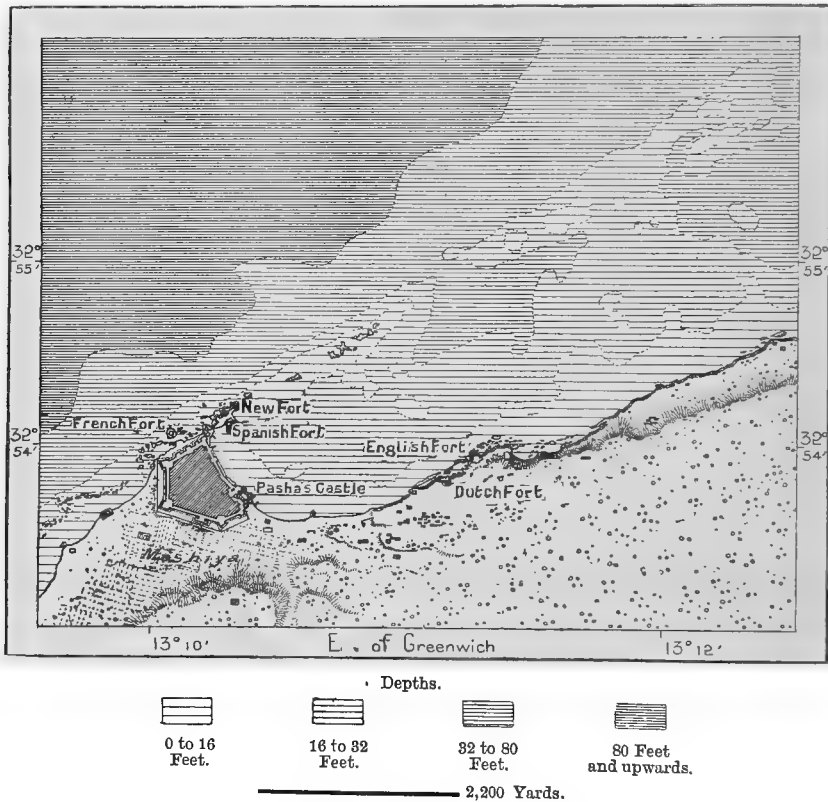 32°
55'
32°
55'
New Fort
French Fort
Spanish Fort
32°
54'
32°
54'
English Fort
Pasha's Castle
Dutch Fort
Meshiya
13°10'
E. of Greenwich
13°12'
Depths.
0 to 16
Feet.
16 to 32
Feet.
32 to 80
Feet.
80 Feet
and upwards.
2,200 Yards.